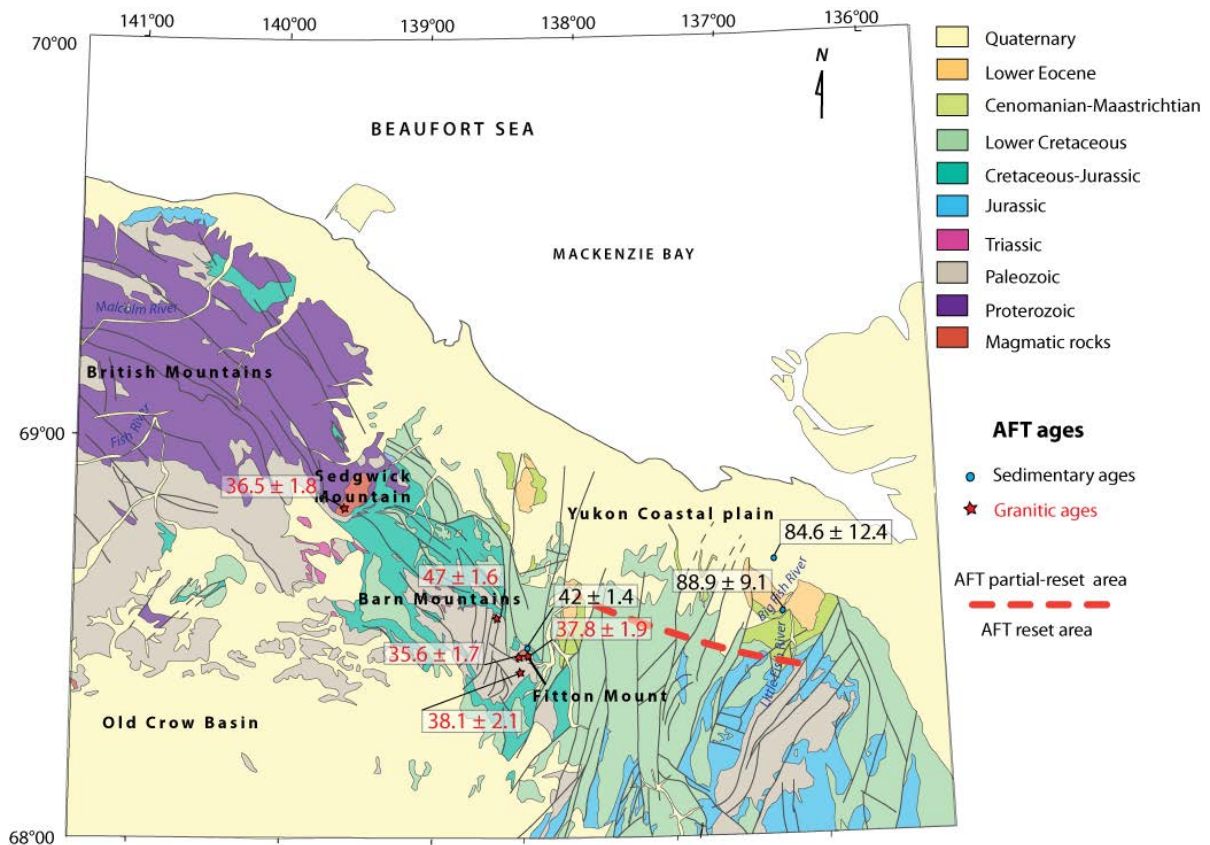 141°00 140°00 139°00 138°00 137°00 136°00
70°00
N
BEAUFORT SEA
MACKENZIE BAY
Malcolm River
British Mountains
Fish River
69°00
Sedgwick
Mountain
36.5 ± 1.8
Yukon Coastal plain
84.6 ± 12.4
47 ± 1.6
88.9 ± 9.1
Big Fish River
Barn Mountains
42 ± 1.4
37.8 ± 1.9
35.6 ± 1.7
Little Fish River
Fitton Mount
38.1 ± 2.1
Old Crow Basin
68°00
Quaternary
Lower Eocene
Cenomanian-Maastrichtian
Lower Cretaceous
Cretaceous-Jurassic
Jurassic
Triassic
Paleozoic
Proterozoic
Magmatic rocks
AFT ages
Sedimentary ages
Granitic ages
AFT partial-reset area
AFT reset area